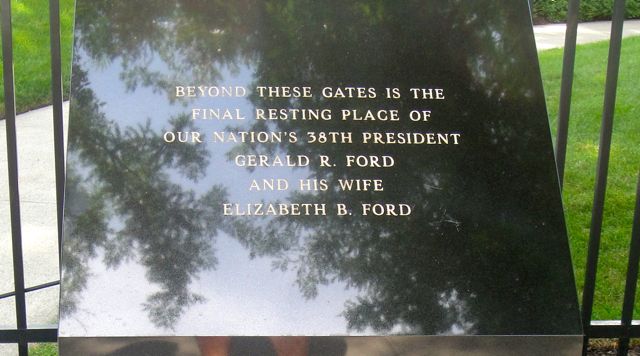 BEYOND THESE GATES IS THE
FINAL RESTING PLACE OF
OUR NATION'S 38TH PRESIDENT
GERALD R. FORD
AND HIS WIFE
ELIZABETH B. FORD